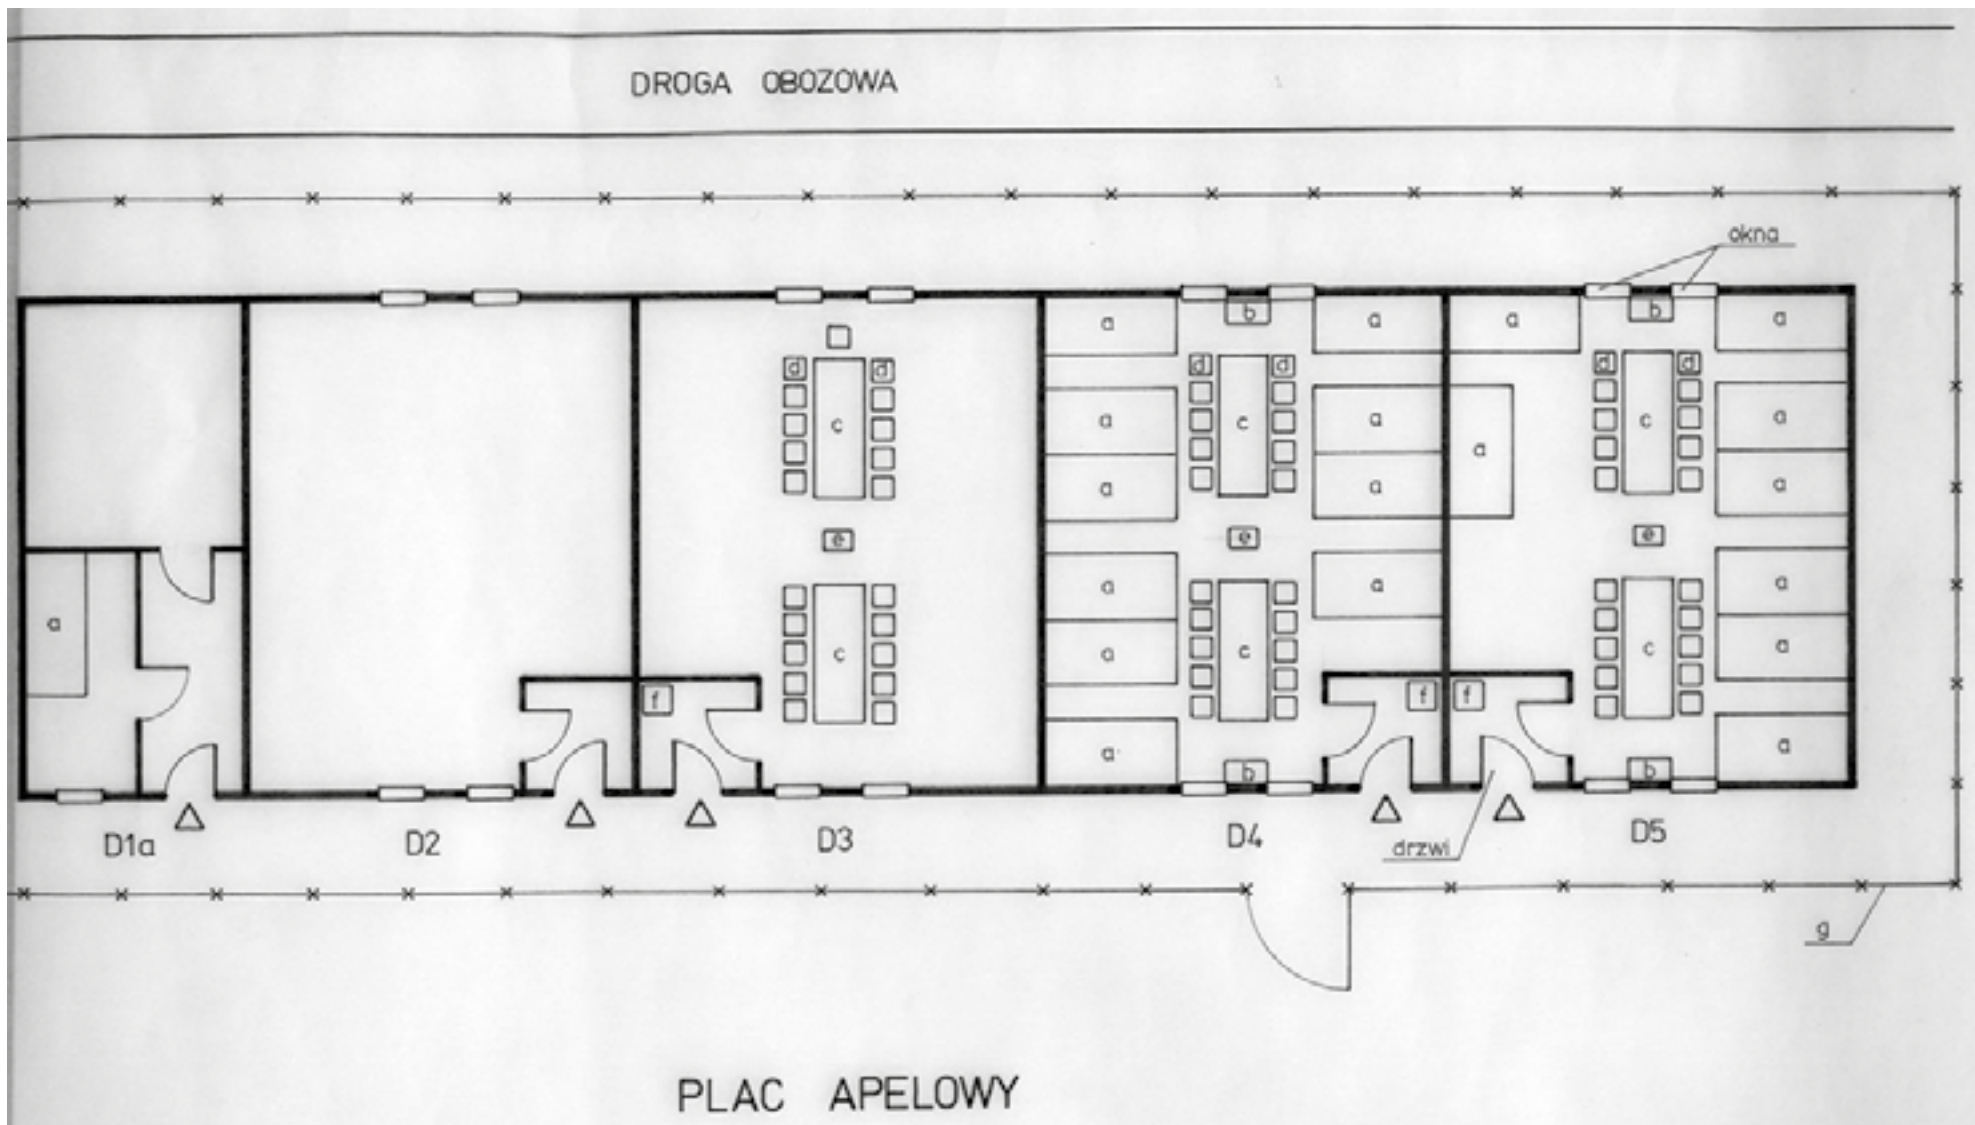 DROGA OBOZOWA
okna
a b a a b a
d d d d d d
c a c a c a
a
a a a a
e e e
a a a
a
c a c a c a
f f f
a a
b b
D1a D2 D3 D4 D5
drzwi
g
PLAC APELOWY